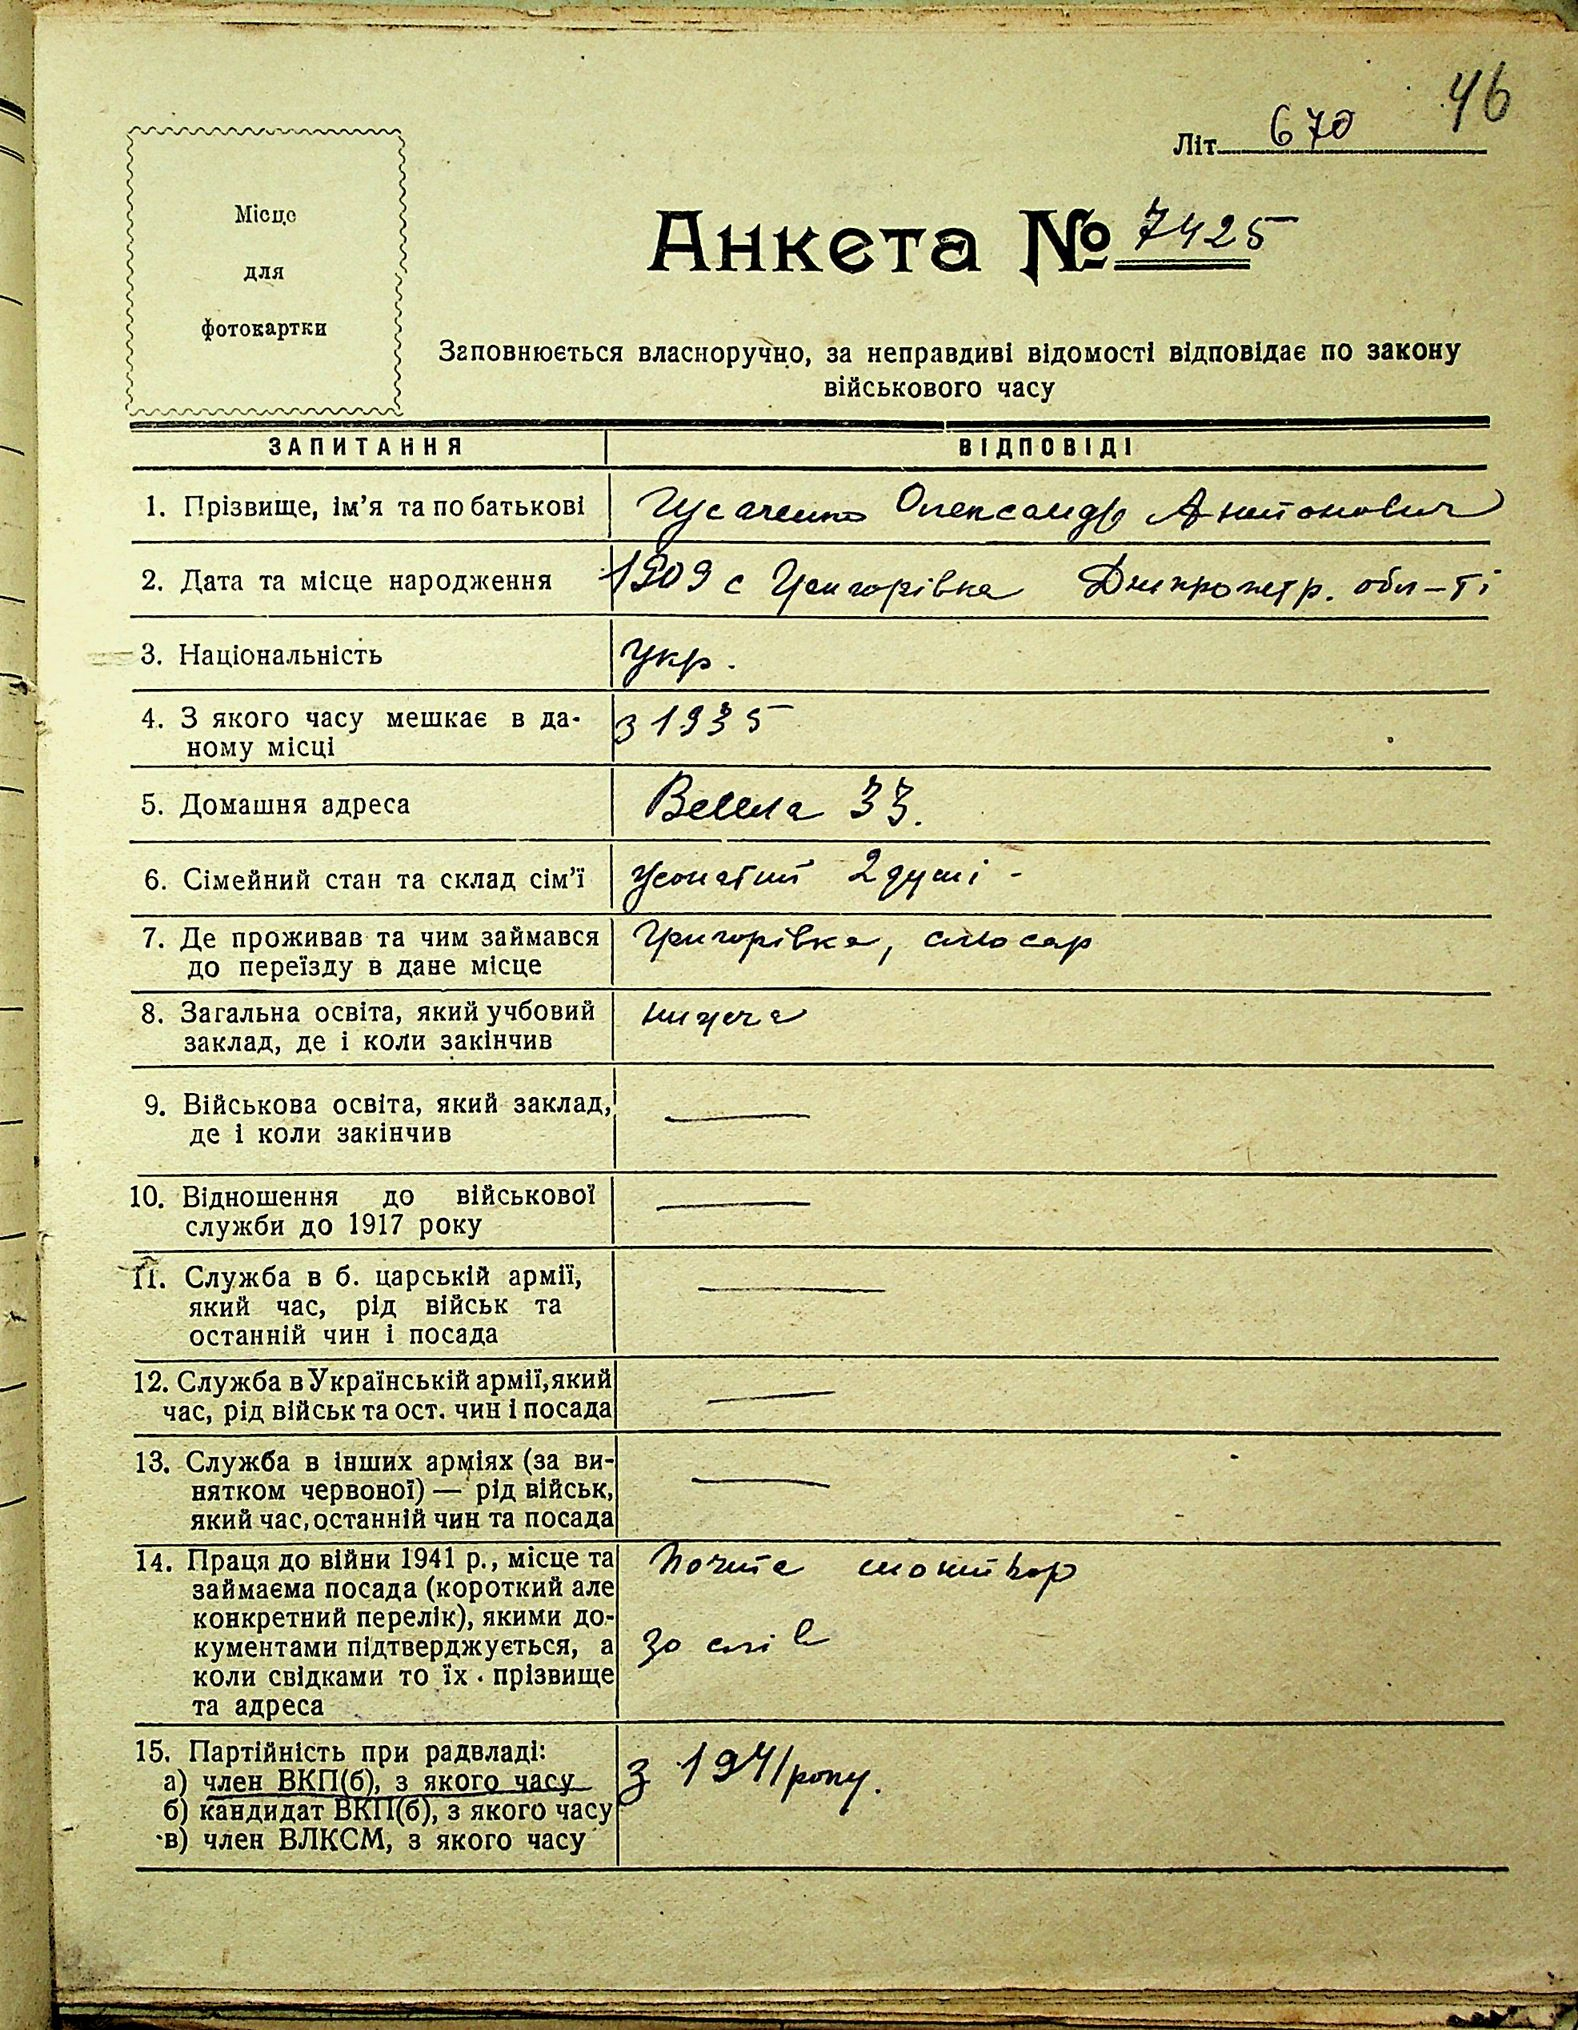 46
Літ. 670
Місце
для
фотокартки
Анкета № 7425
Заповнюється власноручно, за неправдиві відомості відповідає по закону
військового часу
ЗАПИТАННЯ ВІДПОВІДІ
1. Прізвище, ім'я та по батькові Гусаченко Олександр Антонович
2. Дата та місце народження 1909 с Григорівка Дніпропетр. обл-ті
3. Національність Укр.
4. З якого часу мешкає в да-
ному місці
з 1935
5. Домашня адреса 33.
6. Сімейний стан та склад сім'ї 2 душі -
7. Де проживав та чим займався
до переїзду в дане місце
Григорівка, слюсар
8. Загальна освіта, який учбовий
заклад, де і коли закінчив
низча
9. Військова освіта, який заклад,
де і коли закінчив
—
10. Відношення до військової
служби до 1917 року
—
11. Служба в б. царській армії,
який час, рід військ та
останній чин і посада
—
12. Служба в Українській армії, який
час, рід військ та ост. чин і посада
—
13. Служба в інших арміях (за ви-
нятком червоної) — рід військ,
який час, останній чин та посада
—
14. Праця до війни 1941 р., місце та
займаєма посада (короткий але
конкретний перелік), якими до-
кументами підтверджується, а
коли свідками то їх прізвище
та адреса
Почта монтьор
зо слів
15. Партійність при радвладі:
а) член ВКП(б), з якого часу
б) кандидат ВКП(б), з якого часу
в) член ВЛКСМ, з якого часу
З 1941 року.